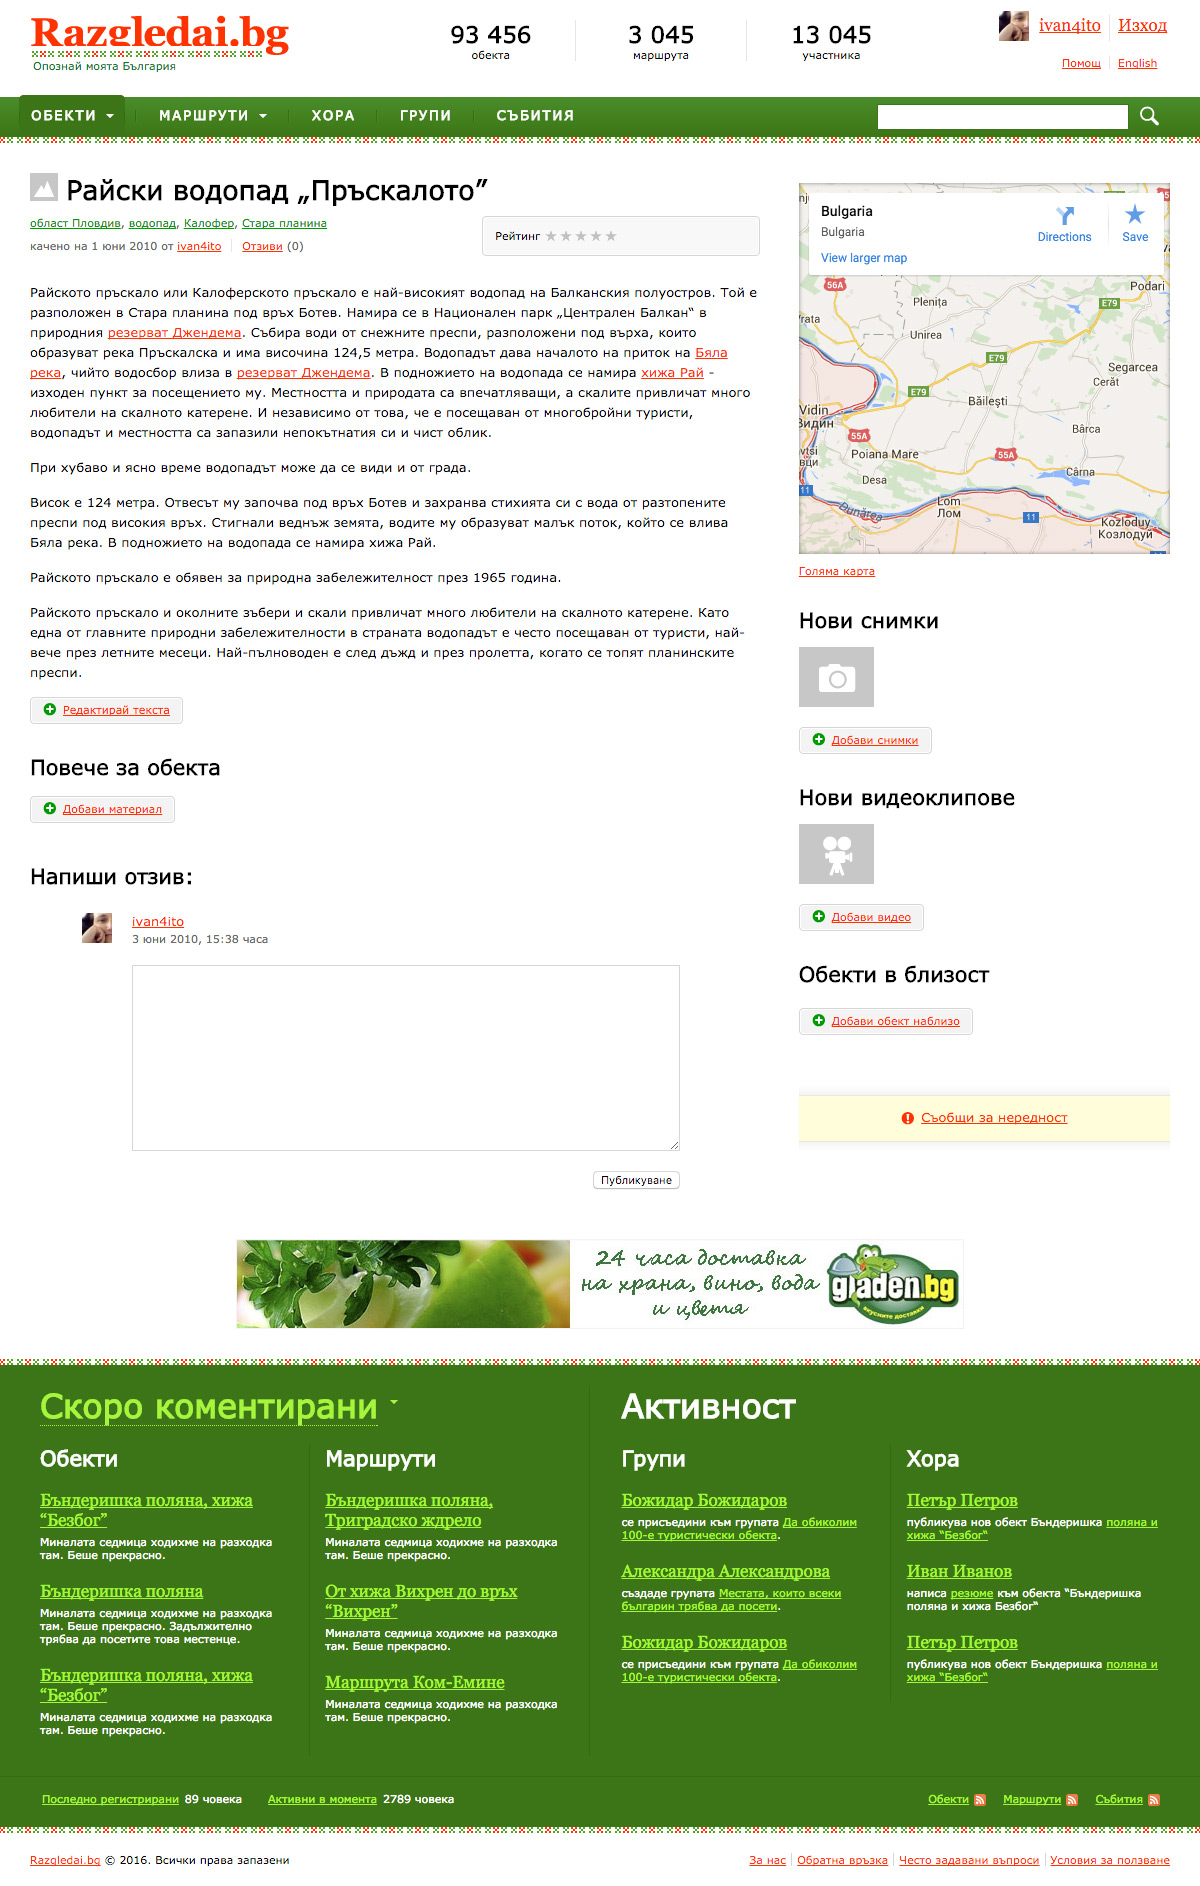 Razgledai.bg
Опознай моята България
93 456
обекта
3 045
маршрута
13 045
участника
ivan4ito
Изход
Помощ
English
ОБЕКТИ
МАРШРУТИ
ХОРА
ГРУПИ
СЪБИТИЯ
Райски водопад „Пръскалото”
област Пловдив, водопад, Калофер, Стара планина
качено на 1 юни 2010 от ivan4ito
Отзиви (0)
Рейтинг
Райското пръскало или Калоферското пръскало е най-високият водопад на Балканския полуостров. Той е
разположен в Стара планина под връх Ботев. Намира се в Национален парк „Централен Балкан“ в
природния резерват Джендема. Събира води от снежните преспи, разположени под върха, които
образуват река Пръскалска и има височина 124,5 метра. Водопадът дава началото на приток на Бяла
река, чийто водосбор влиза в резерват Джендема. В подножието на водопада се намира хижа Рай -
изходен пункт за посещението му. Местността и природата са впечатляващи, а скалите привличат много
любители на скалното катерене. И независимо от това, че е посещаван от многобройни туристи,
водопадът и местността са запазили непокътнатия си и чист облик.
При хубаво и ясно време водопадът може да се види и от града.
Висок е 124 метра. Отвесът му започва под връх Ботев и захранва стихията си с вода от разтопените
преспи под високия връх. Стигнали веднъж земята, водите му образуват малък поток, който се влива
Бяла река. В подножието на водопада се намира хижа Рай.
Райското пръскало е обявен за природна забележителност през 1965 година.
Райското пръскало и околните зъбери и скали привличат много любители на скалното катерене. Като
една от главните природни забележителности в страната водопадът е често посещаван от туристи, най-
вече през летните месеци. Най-пълноводен е след дъжд и през пролетта, когато се топят планинските
преспи.
Редактирай текста
Повече за обекта
Добави материал
Напиши отзив:
ivan4ito
3 юни 2010, 15:38 часа
Публикуване
Bulgaria
Bulgaria
View larger map
Directions
Save
56A
Plenița
Podari
E79
rata
Unirea
E79
Segarcea
Cerăt
E79
Băilești
Vidin
Видин
Bârca
55A
Poiana Mare
55A
Desa
Cârna
11
Dunărea
Lom
Лом
11
Kozloduy
Козлодуй
Голяма карта
Нови снимки
Добави снимки
Нови видеоклипове
Добави видео
Обекти в близост
Добави обект наблизо
Съобщи за нередност
24 часа доставка
на храна, вино, вода
и цветя
gladen.bg
вкусните доставки
Скоро коментирани
Обекти
Бъндеришка поляна, хижа
“Безбог”
Миналата седмица ходихме на разходка
там. Беше прекрасно.
Бъндеришка поляна
Миналата седмица ходихме на разходка
там. Беше прекрасно. Задължително
трябва да посетите това местенце.
Бъндеришка поляна, хижа
“Безбог”
Миналата седмица ходихме на разходка
там. Беше прекрасно.
Маршрути
Бъндеришка поляна,
Триградско ждрело
Миналата седмица ходихме на разходка
там. Беше прекрасно.
От хижа Вихрен до връх
“Вихрен”
Миналата седмица ходихме на разходка
там. Беше прекрасно.
Маршрута Ком-Емине
Миналата седмица ходихме на разходка
там. Беше прекрасно.
Активност
Групи
Божидар Божидаров
се присъедини към групата Да обиколим
100-е туристически обекта.
Александра Александрова
създаде групата Местата, които всеки
българин трябва да посети.
Божидар Божидаров
се присъедини към групата Да обиколим
100-е туристически обекта.
Хора
Петър Петров
публикува нов обект Бъндеришка поляна и
хижа “Безбог“
Иван Иванов
написа резюме към обекта “Бъндеришка
поляна и хижа Безбог“
Петър Петров
публикува нов обект Бъндеришка поляна и
хижа “Безбог“
Последно регистрирани 89 човека
Активни в момента 2789 човека
Обекти
Маршрути
Събития
Razgledai.bg © 2016. Всички права запазени
За нас
Обратна връзка
Често задавани въпроси
Условия за ползване